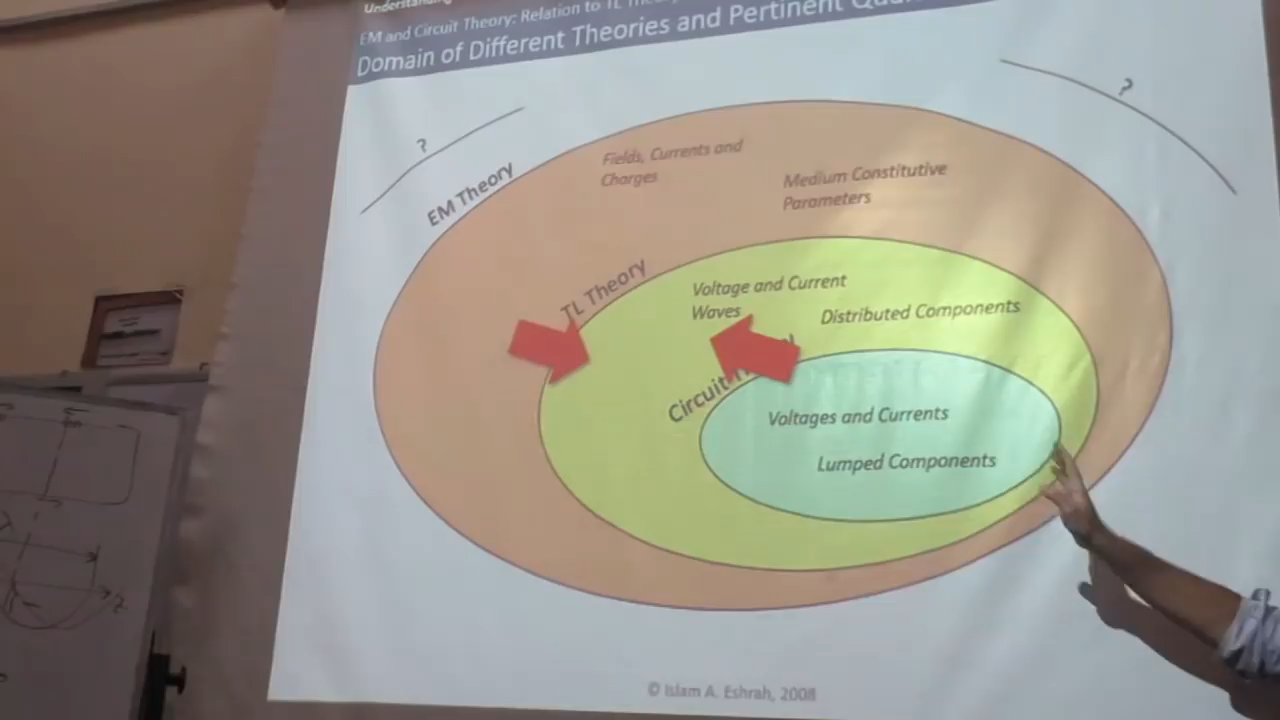 EM and Circuit Theory: Relation to TL
Domain of Different Theories and Pertinent
?
?
EM Theory
Fields, Currents and
Charges
Medium Constitutive
Parameters
TL Theory
Voltage and Current
Waves
Distributed Components
Circuit
Voltages and Currents
Lumped Components
© Islam A. Eshrah, 2008